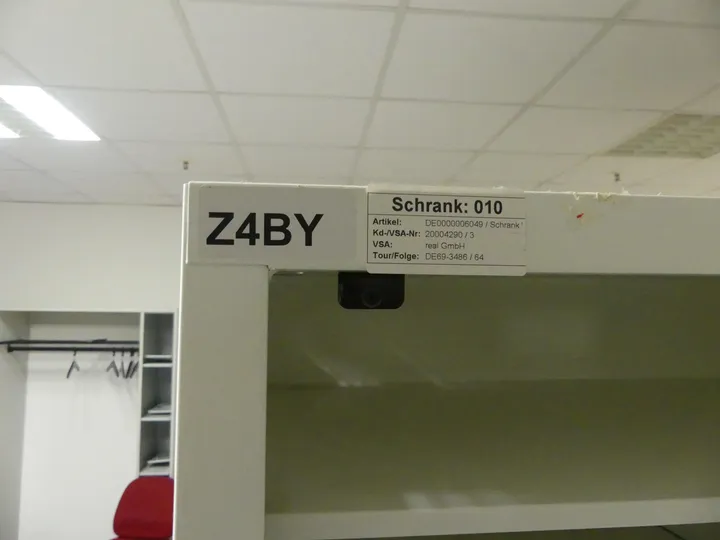 Z4BY
Schrank: 010
Artikel: DE0000006049 / Schrank
Kd-/VSA-Nr: 20004290 / 3
VSA: real GmbH
Tour/Folge: DE69-3486 / 64